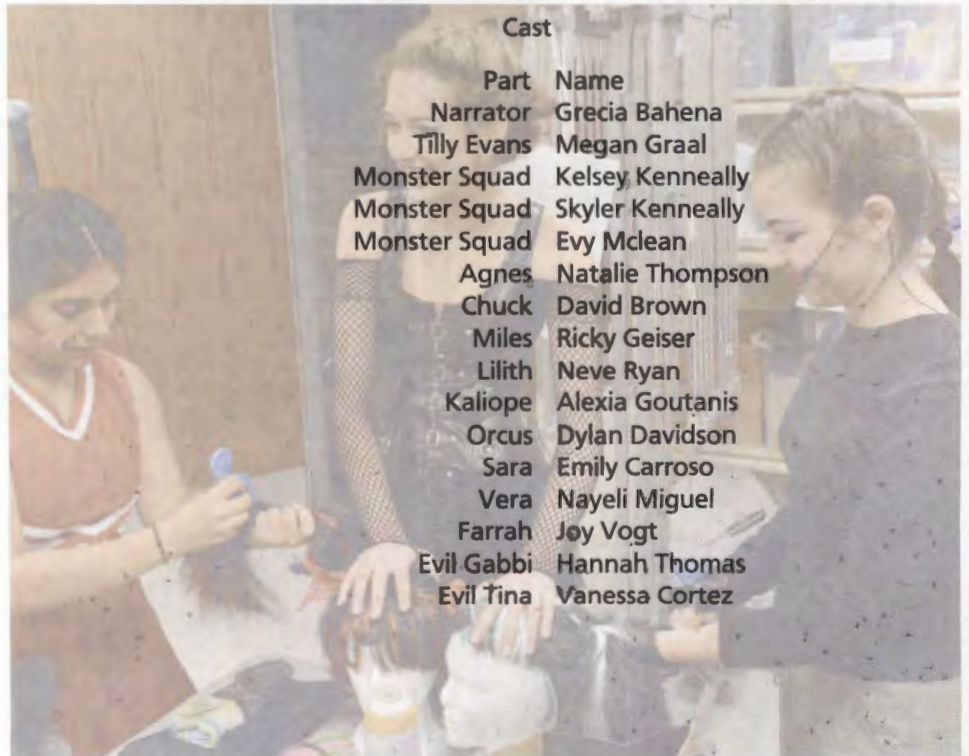 Cast
Part Name
Narrator Grecia Bahena
Tilly Evans Megan Graal
Monster Squad Kelsey Kenneally
Monster Squad Skyler Kenneally
Monster Squad Evy Mclean
Agnes Natalie Thompson
Chuck David Brown
Miles Ricky Geiser
Lilith Neve Ryan
Kaliope Alexia Goutanis
Orcus Dylan Davidson
Sara Emily Carroso
Vera Nayeli Miguel
Farrah Joy Vogt
Evil Gabbi Hannah Thomas
Evil Tina Vanessa Cortez